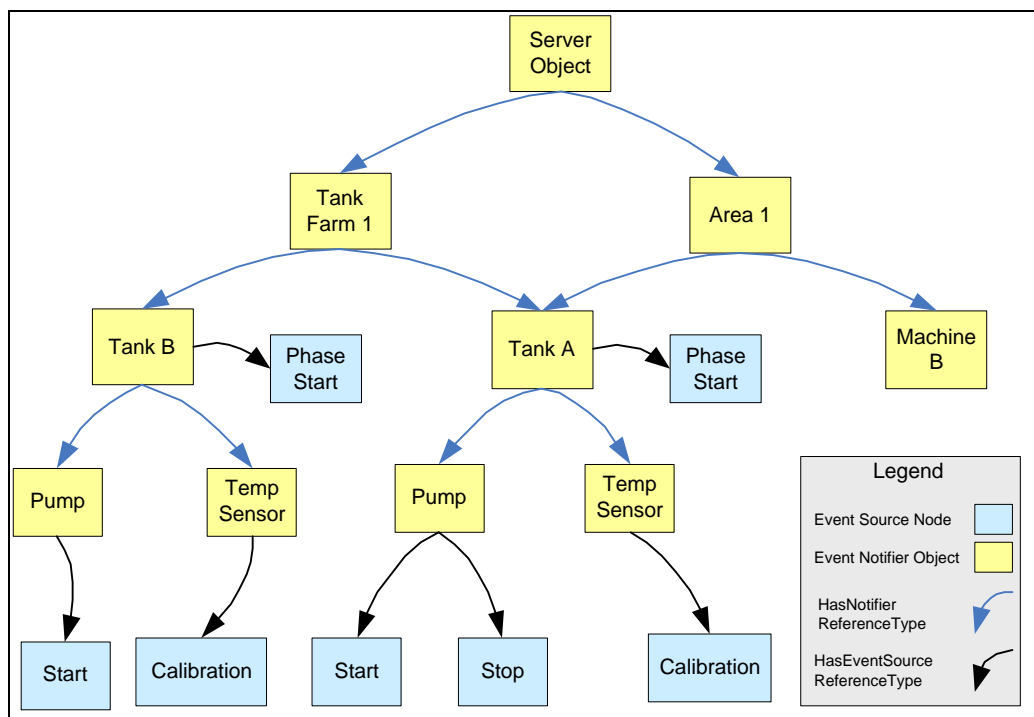 Server
Object
Tank
Farm 1
Area 1
Tank B
Phase
Start
Tank A
Phase
Start
Machine
B
Pump
Temp
Sensor
Pump
Temp
Sensor
Start
Calibration
Start
Stop
Calibration
Legend
Event Source Node
Event Notifier Object
HasNotifier
ReferenceType
HasEventSource
ReferenceType